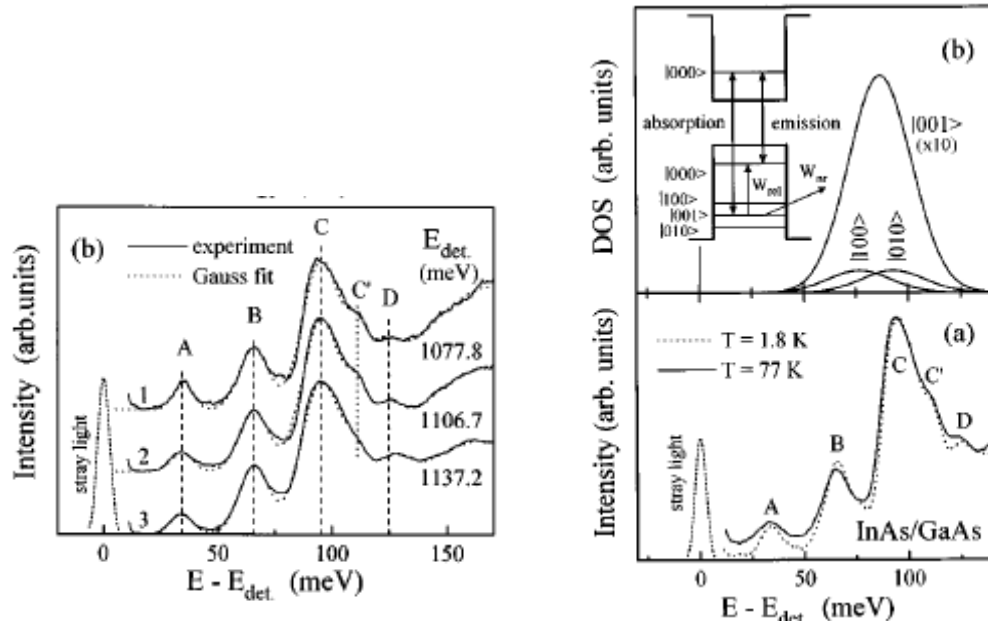 (b)
experiment
Gauss fit
E_det.
(meV)
C
C'
D
B
A
1077.8
1106.7
1137.2
1
2
3
stray light
Intensity (arb.units)
0 50 100 150
E - E_det. (meV)
(b)
|000>
absorption
emission
|001>
(x10)
|000>
W_rel
W_nr
|100>
|001>
|010>
|100>
|010>
DOS (arb. units)
(a)
T = 1.8 K
T = 77 K
C
C'
D
B
A
stray light
InAs/GaAs
Intensity (arb. units)
0 50 100
E - E_det. (meV)